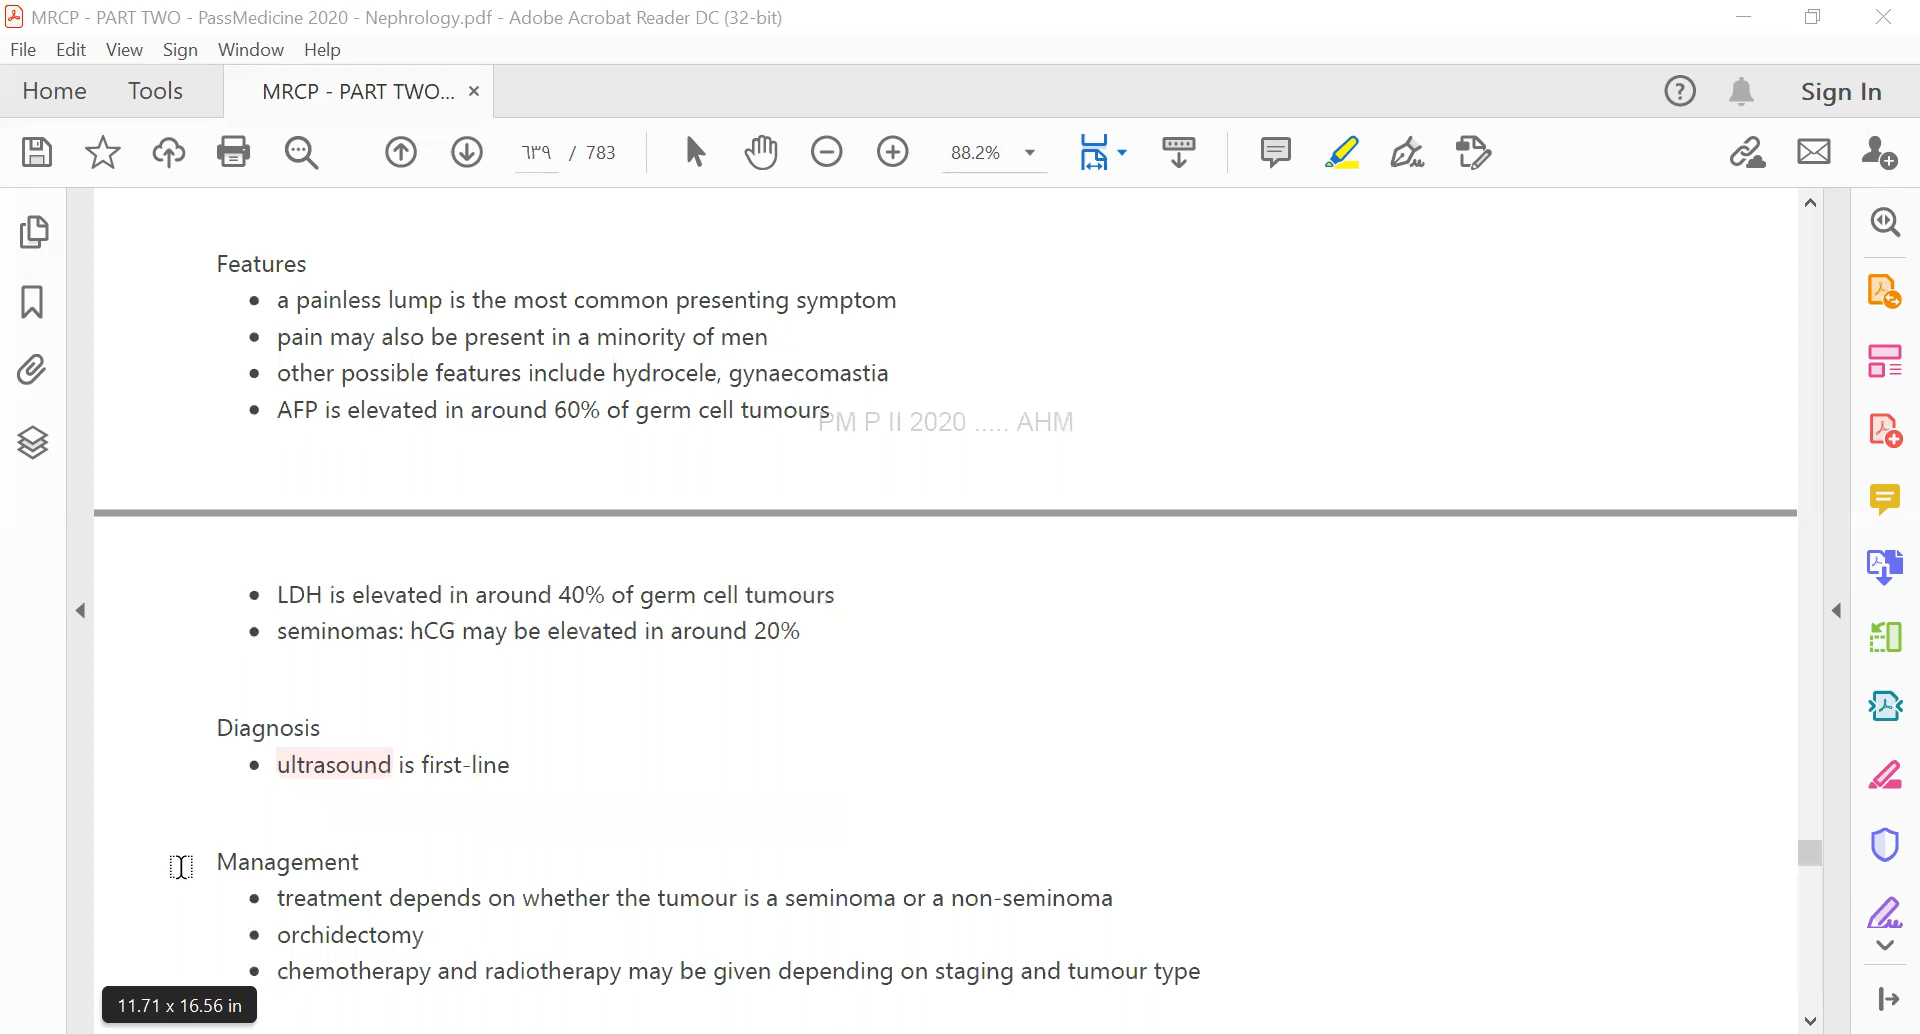 MRCP - PART TWO - PassMedicine 2020 - Nephrology.pdf - Adobe Acrobat Reader DC (32-bit)
File Edit View Sign Window Help
Home Tools MRCP - PART TWO... × Sign In
٦٣٩ / 783 88.2%
Features
• a painless lump is the most common presenting symptom
• pain may also be present in a minority of men
• other possible features include hydrocele, gynaecomastia
• AFP is elevated in around 60% of germ cell tumours
PM P II 2020 ..... AHM
• LDH is elevated in around 40% of germ cell tumours
• seminomas: hCG may be elevated in around 20%
Diagnosis
• ultrasound is first-line
Management
• treatment depends on whether the tumour is a seminoma or a non-seminoma
• orchidectomy
• chemotherapy and radiotherapy may be given depending on staging and tumour type
11.71 x 16.56 in